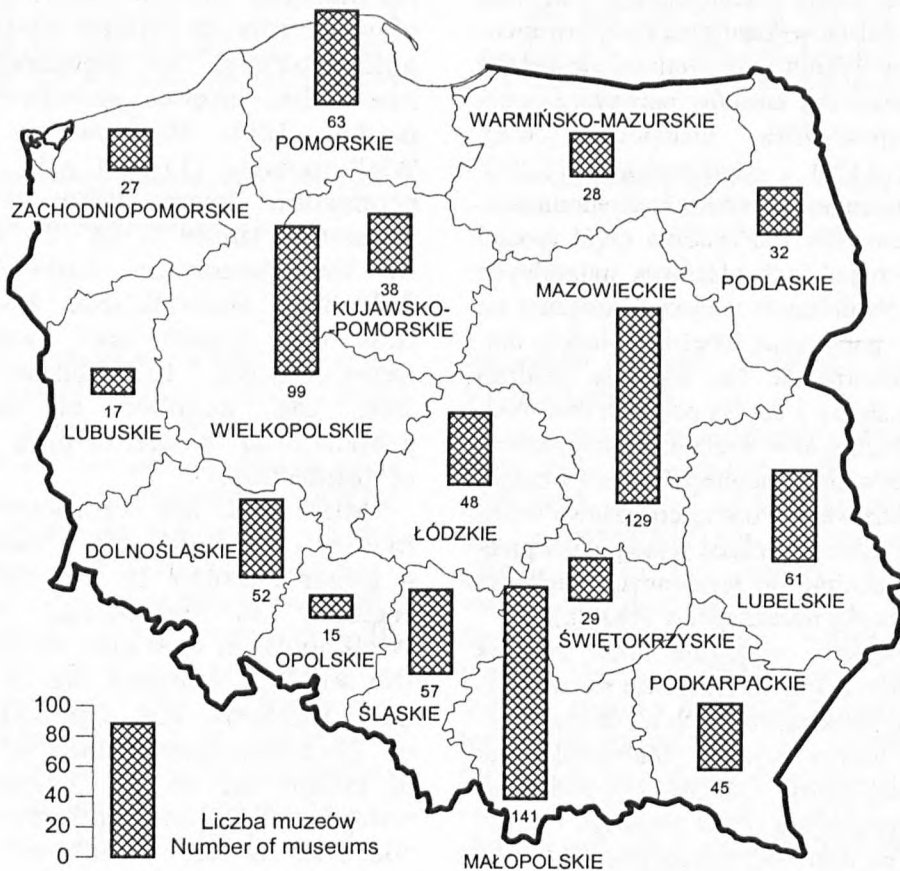 63
POMORSKIE
27
ZACHODNIOPOMORSKIE
WARMIŃSKO-MAZURSKIE
28
32
PODLASKIE
38
KUJAWSKO-
POMORSKIE
MAZOWIECKIE
129
99
WIELKOPOLSKIE
17
LUBUSKIE
48
ŁÓDZKIE
61
LUBELSKIE
DOLNOŚLĄSKIE
52
15
OPOLSKIE
57
ŚLĄSKIE
29
ŚWIĘTOKRZYSKIE
PODKARPACKIE
45
141
MAŁOPOLSKIE
100
80
60
40
20
0
Liczba muzeów
Number of museums